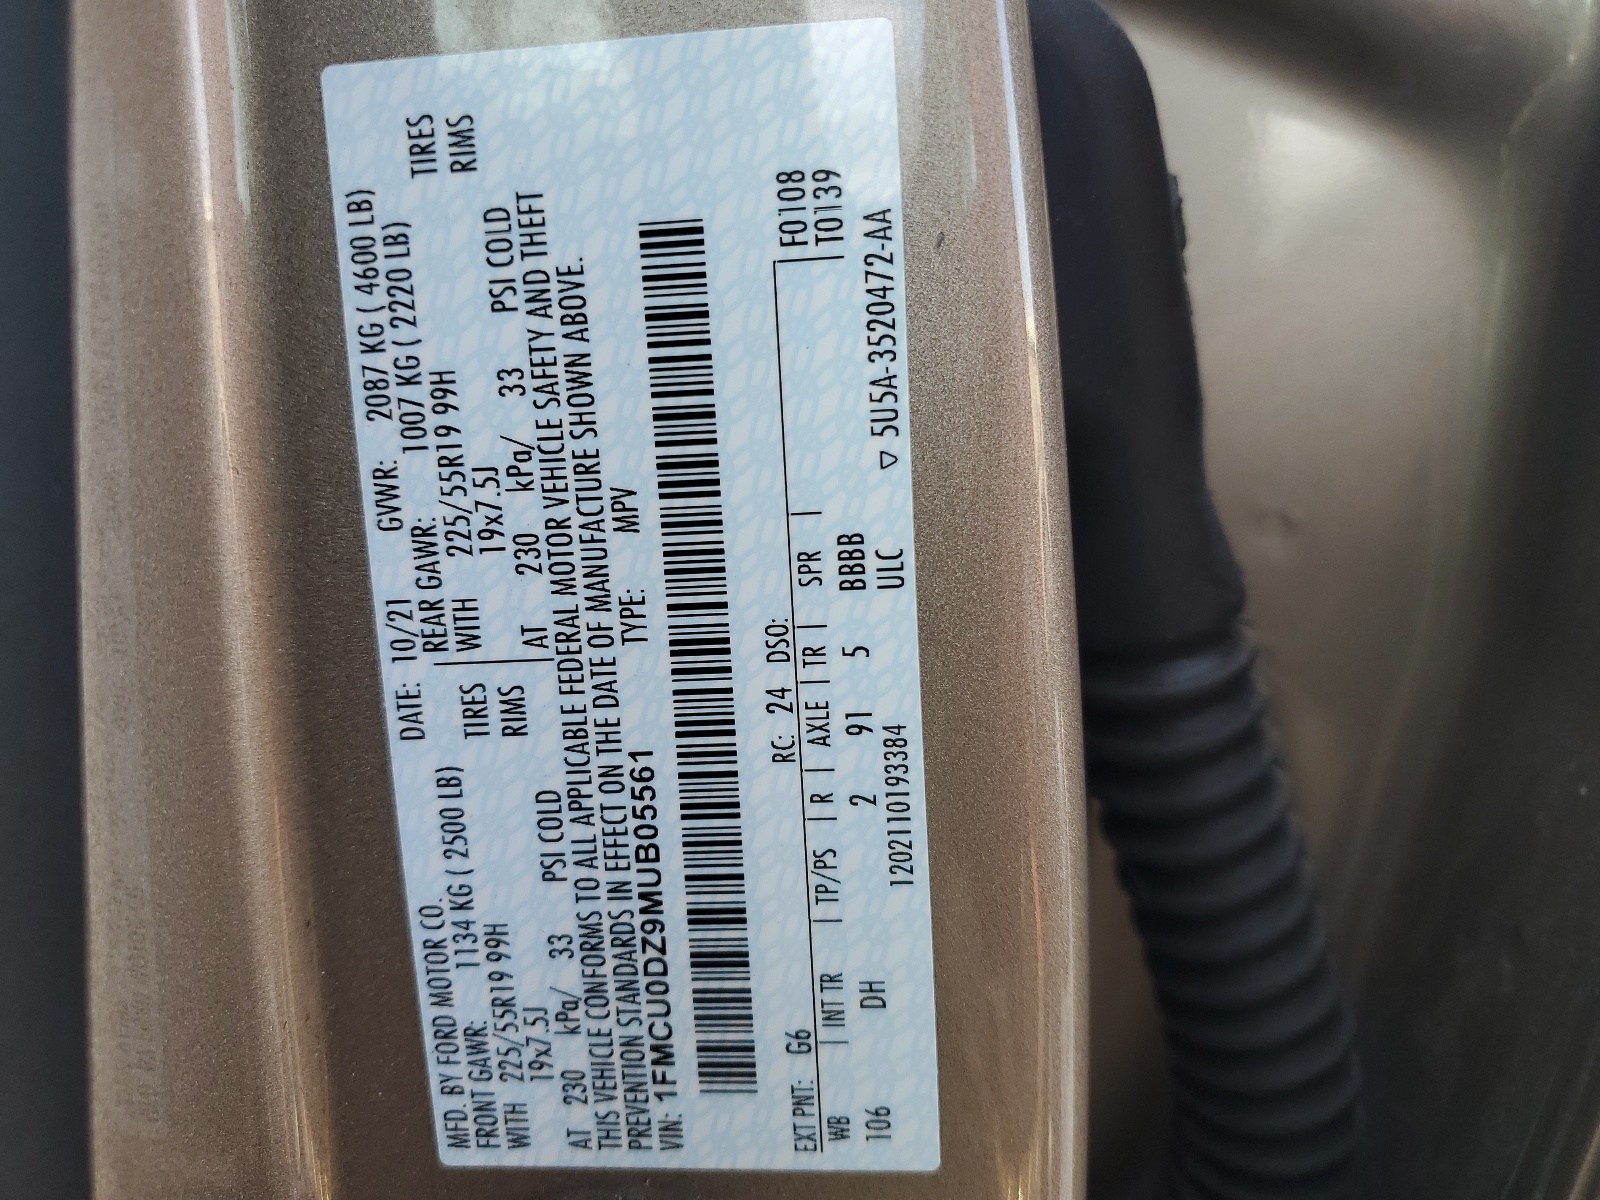 MFD. BY FORD MOTOR CO. DATE: 10/21 GVWR: 2087 KG ( 4600 LB)
FRONT GAWR: 1134 KG ( 2500 LB) REAR GAWR: 1007 KG ( 2220 LB)
WITH 225/55R19 99H TIRES WITH 225/55R19 99H TIRES
19x7.5J RIMS 19x7.5J RIMS
AT 230 kPa/ 33 PSI COLD AT 230 kPa/ 33 PSI COLD
THIS VEHICLE CONFORMS TO ALL APPLICABLE FEDERAL MOTOR VEHICLE SAFETY AND THEFT
PREVENTION STANDARDS IN EFFECT ON THE DATE OF MANUFACTURE SHOWN ABOVE.
VIN: 1FMCU0DZ9MUB05561 TYPE: MPV
EXT PNT: G6 RC: 24 DSO: F0108
WB | INT TR | TP/PS | R | AXLE | TR | SPR | T0139
106 DH 2 91 5 BBBB
1202110193384 ULC ▽ 5U5A-3520472-AA